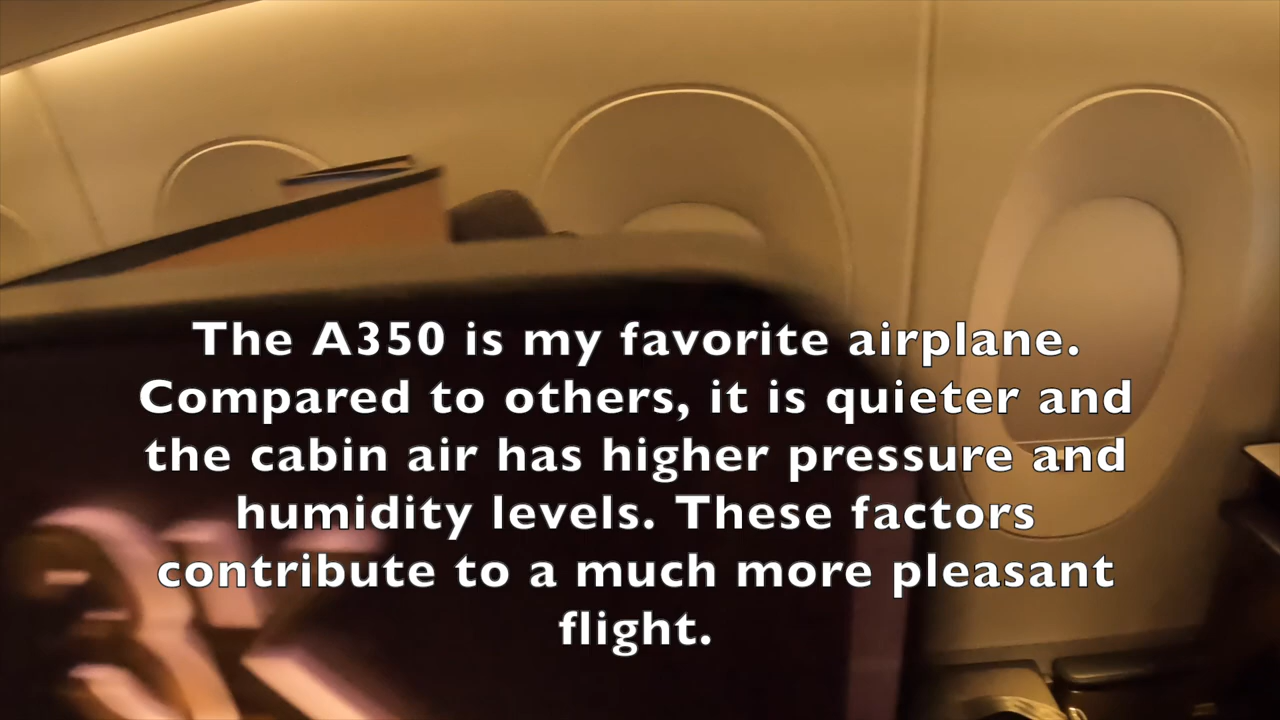 The A350 is my favorite airplane.
Compared to others, it is quieter and
the cabin air has higher pressure and
humidity levels. These factors
contribute to a much more pleasant
flight.